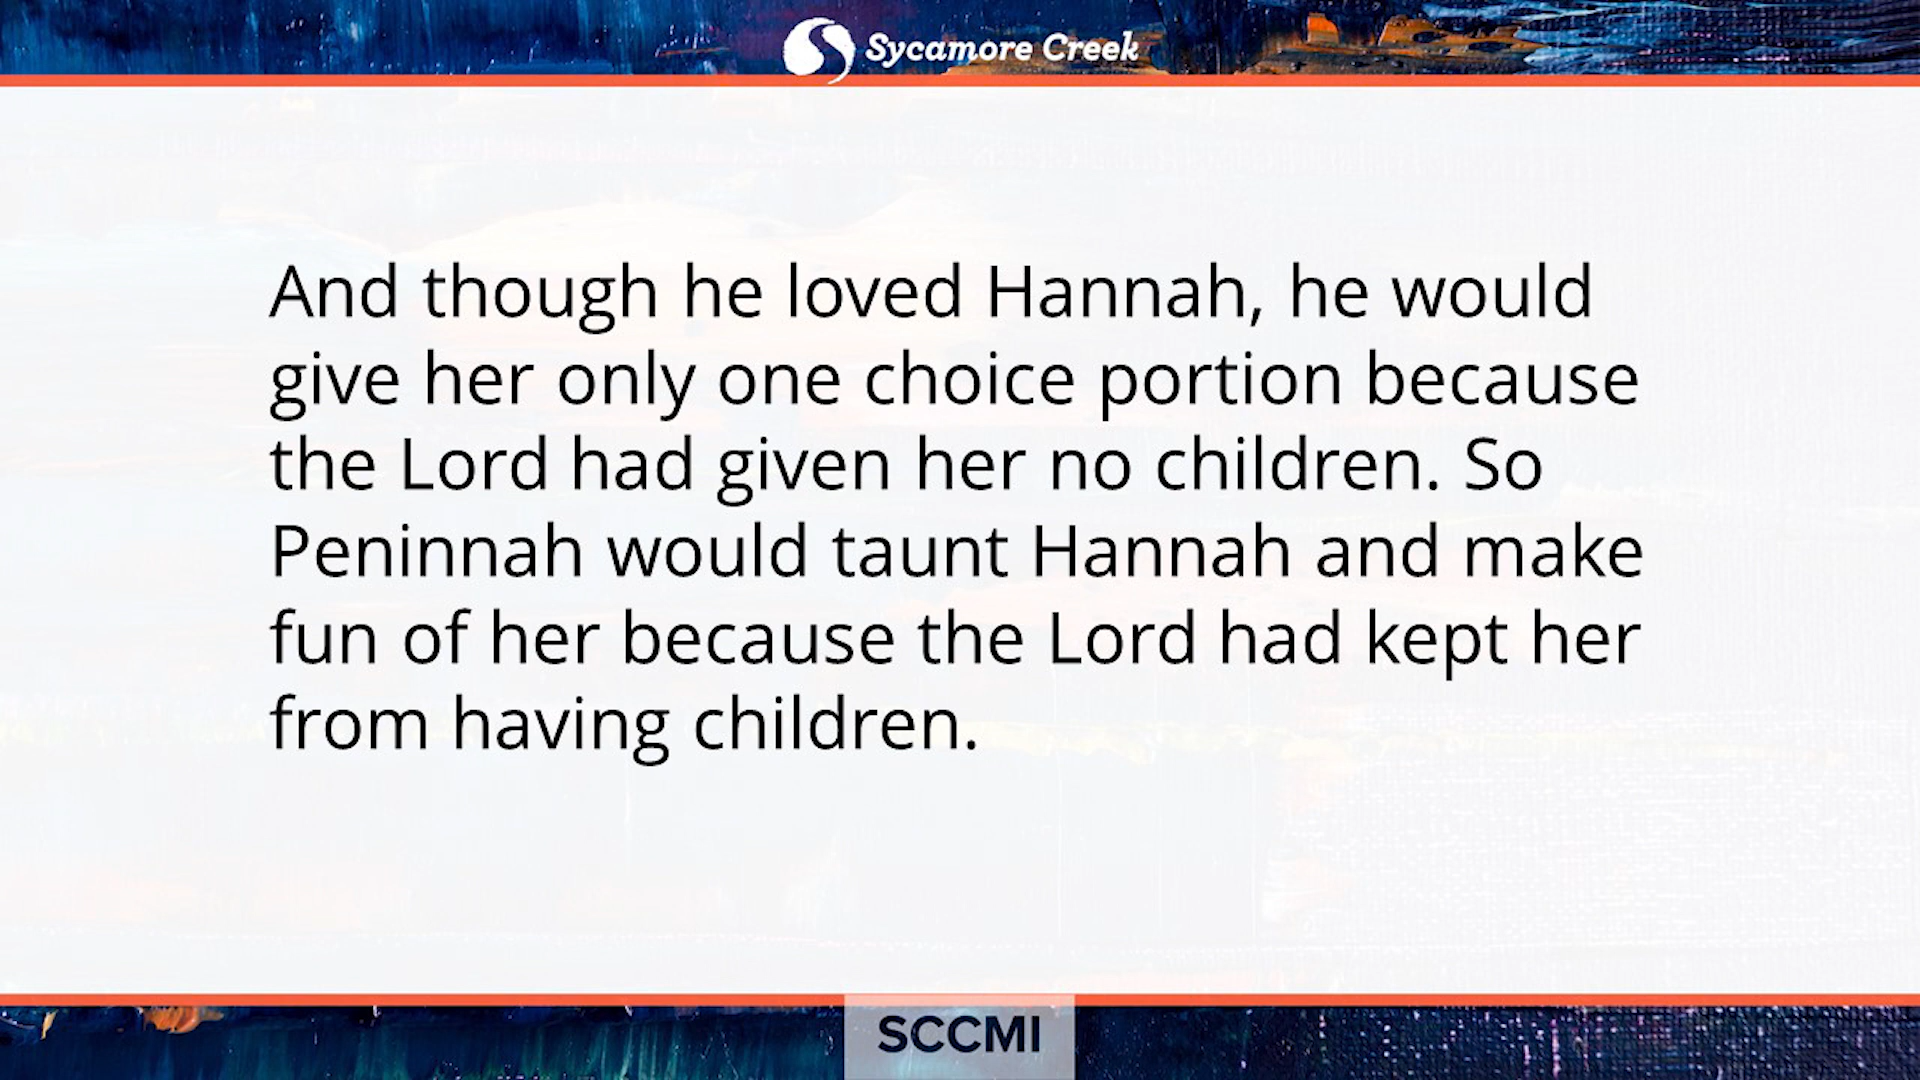 Sycamore Creek
And though he loved Hannah, he would
give her only one choice portion because
the Lord had given her no children. So
Peninnah would taunt Hannah and make
fun of her because the Lord had kept her
from having children.
SCCMI